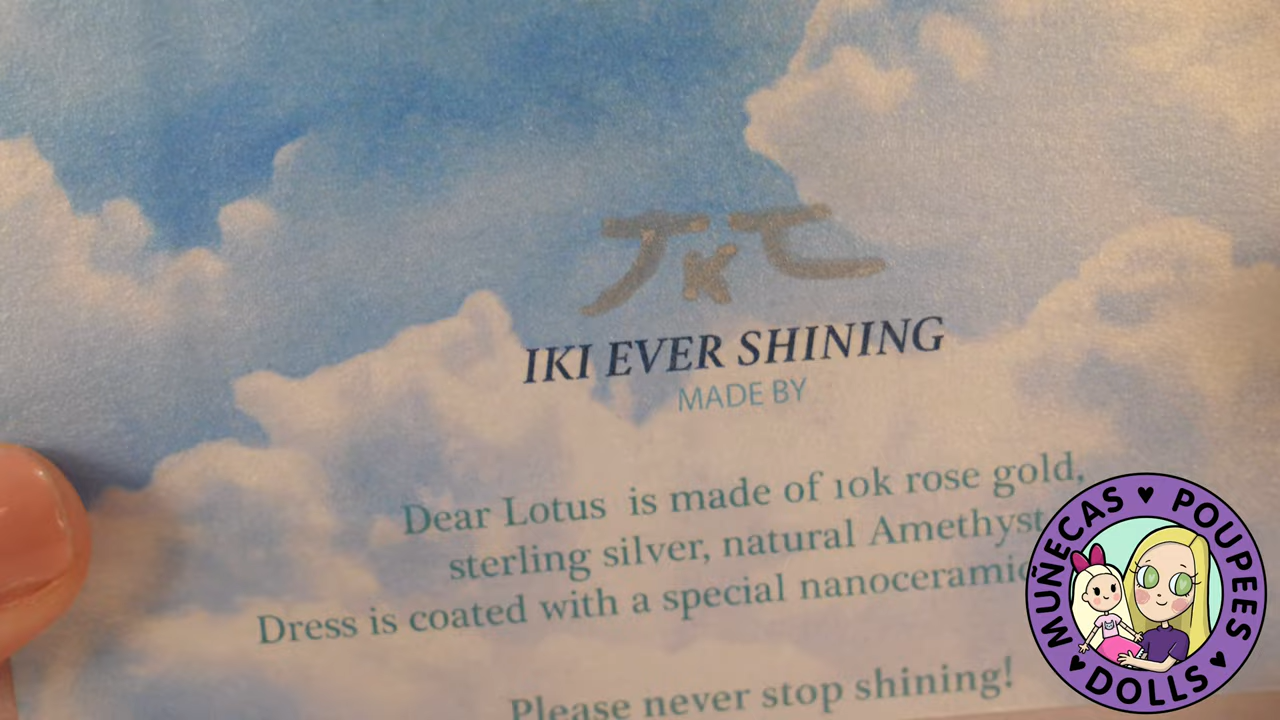 JKT
IKI EVER SHINING
MADE BY
Dear Lotus is made of 10k rose gold,
sterling silver, natural Amethyst
Dress is coated with a special nanoceramic
Please never stop shining!
MUÑECAS ♥ POUPEES ♥ DOLLS ♥